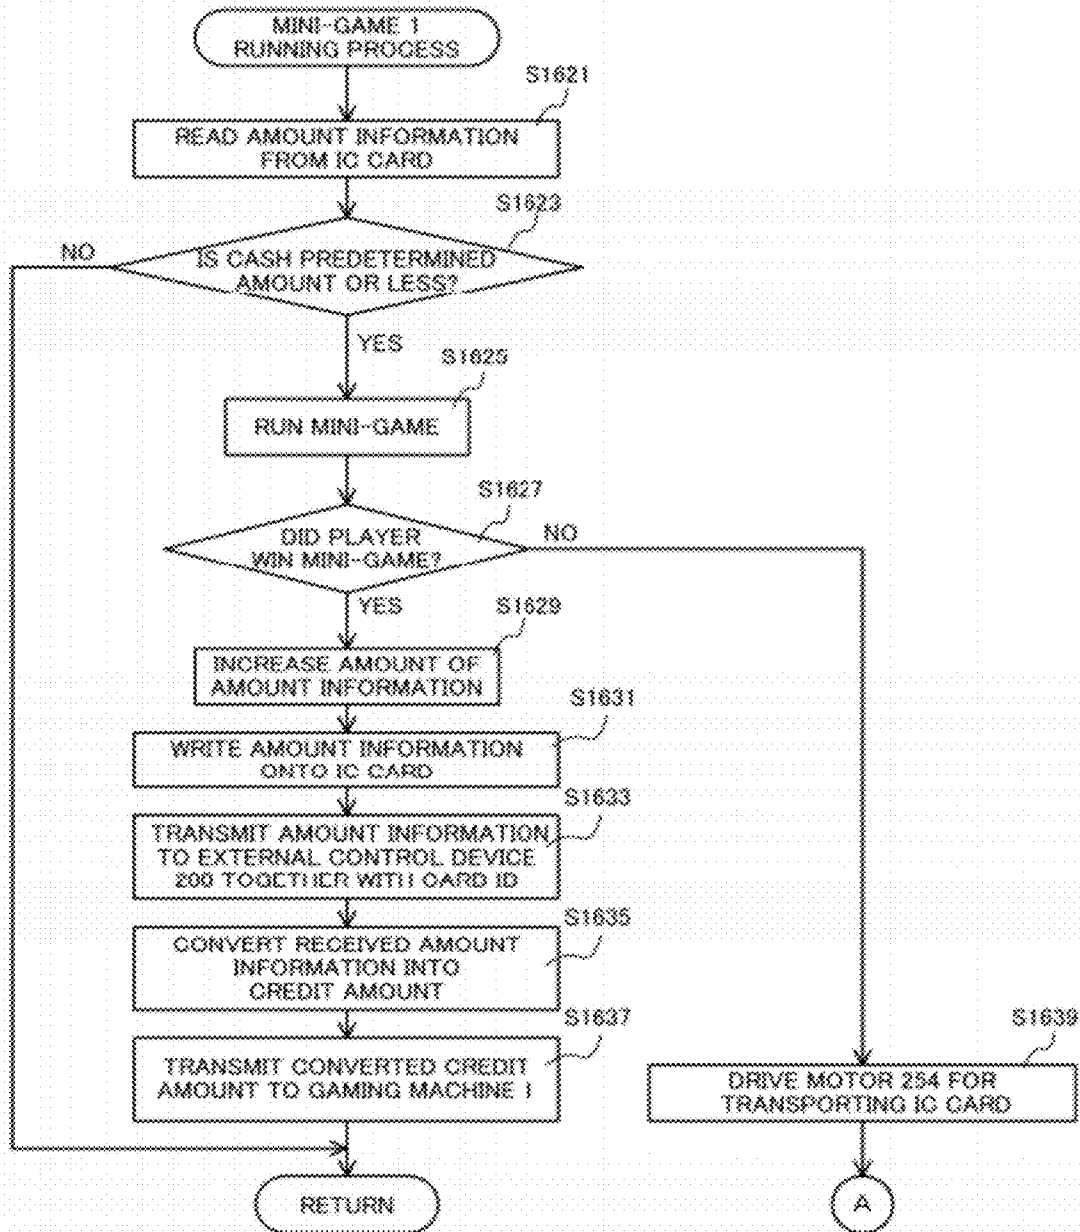 MINI-GAME 1
RUNNING PROCESS
S1621
READ AMOUNT INFORMATION
FROM IC CARD
S1623
NO
IS CASH PREDETERMINED
AMOUNT OR LESS?
YES
S1625
RUN MINI-GAME
S1627
DID PLAYER
WIN MINI-GAME?
NO
YES
S1629
INCREASE AMOUNT OF
AMOUNT INFORMATION
S1631
WRITE AMOUNT INFORMATION
ONTO IC CARD
S1633
TRANSMIT AMOUNT INFORMATION
TO EXTERNAL CONTROL DEVICE
200 TOGETHER WITH CARD ID
S1635
CONVERT RECEIVED AMOUNT
INFORMATION INTO
CREDIT AMOUNT
S1637
TRANSMIT CONVERTED CREDIT
AMOUNT TO GAMING MACHINE 1
S1639
DRIVE MOTOR 254 FOR
TRANSPORTING IC CARD
RETURN
A